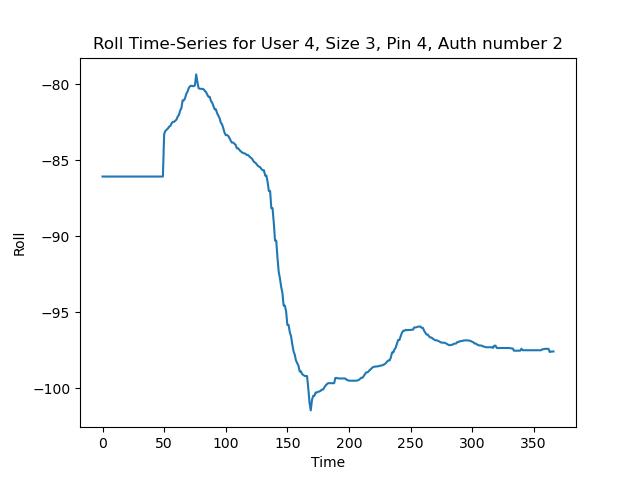 Roll Time-Series for User 4, Size 3, Pin 4, Auth number 2
−80
−85
−90
−95
−100
Roll
0 50 100 150 200 250 300 350
Time